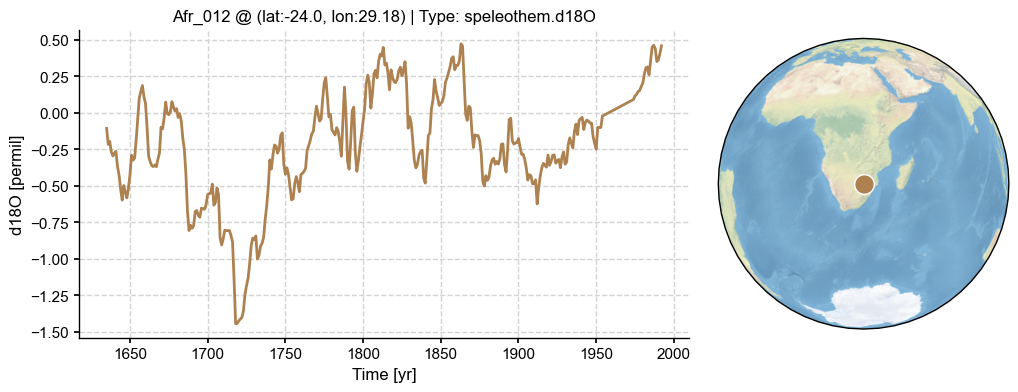 Afr_012 @ (lat:-24.0, lon:29.18) | Type: speleothem.d18O
d18O [permil]
0.50
0.25
0.00
−0.25
−0.50
−0.75
−1.00
−1.25
−1.50
1650 1700 1750 1800 1850 1900 1950 2000
Time [yr]